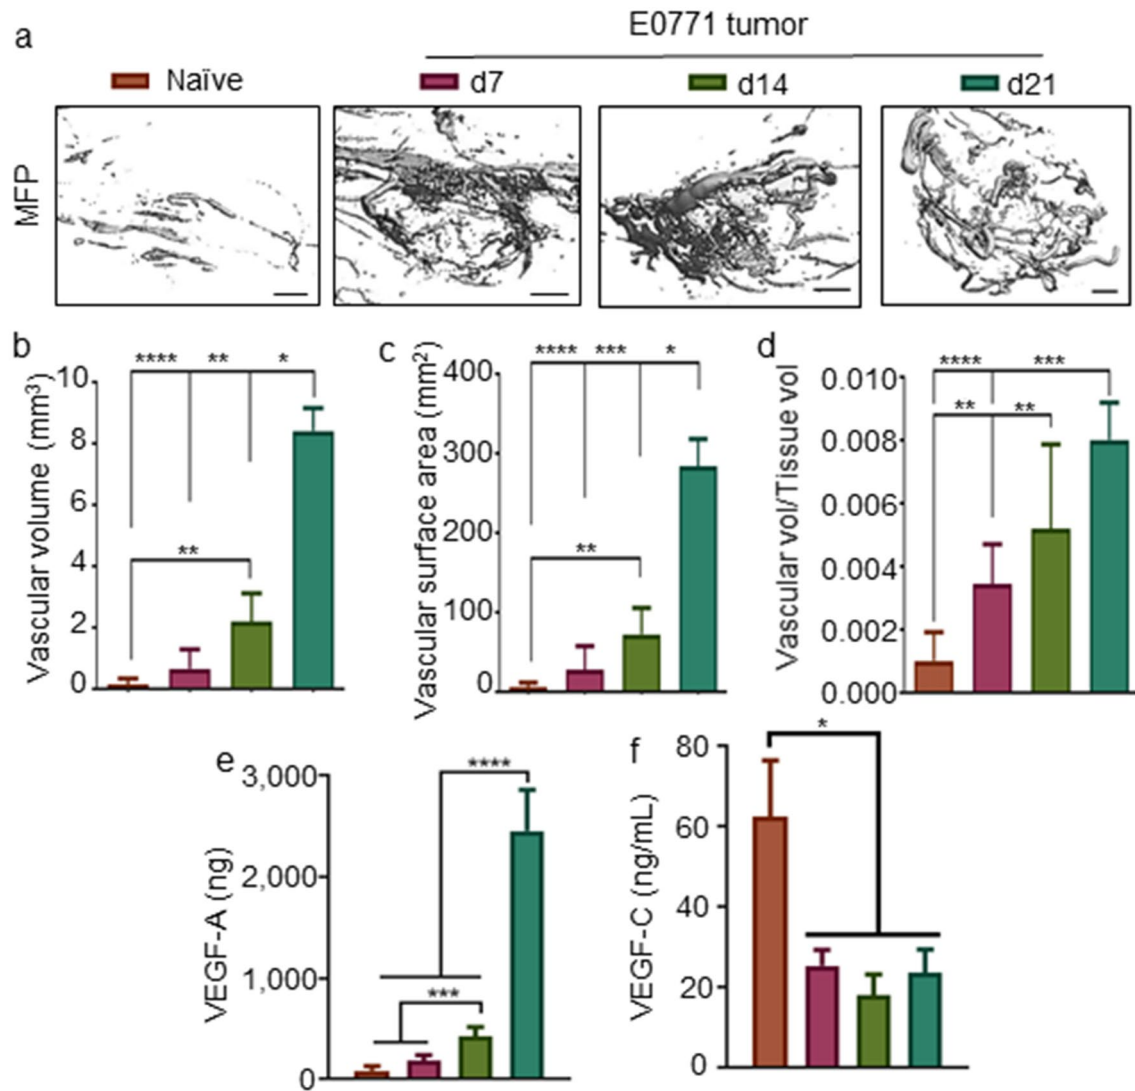 a
E0771 tumor
Naïve
d7
d14
d21
MFP
b
Vascular volume (mm³)
10
8
6
4
2
0
**** ** *
**
c
Vascular surface area (mm²)
400
300
200
100
0
**** *** *
**
d
Vascular vol/Tissue vol
0.010
0.008
0.006
0.004
0.002
0.000
**** ***
** **
e
VEGF-A (ng)
3,000
2,000
1,000
0
****
***
f
VEGF-C (ng/mL)
80
60
40
20
0
*